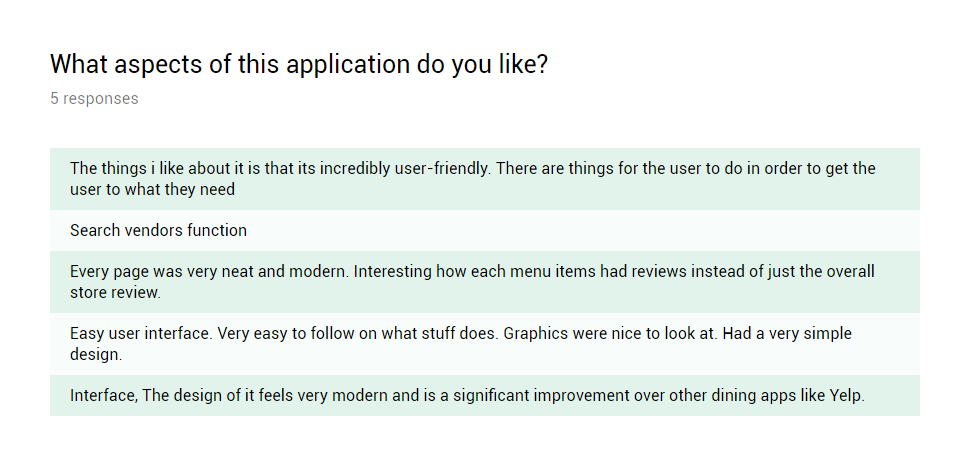 What aspects of this application do you like?
5 responses
The things i like about it is that its incredibly user-friendly. There are things for the user to do in order to get the
user to what they need
Search vendors function
Every page was very neat and modern. Interesting how each menu items had reviews instead of just the overall
store review.
Easy user interface. Very easy to follow on what stuff does. Graphics were nice to look at. Had a very simple
design.
Interface, The design of it feels very modern and is a significant improvement over other dining apps like Yelp.